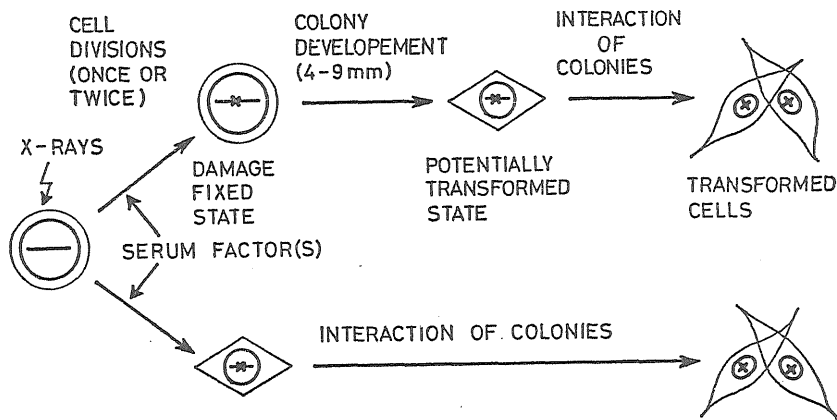 CELL
DIVISIONS
(ONCE OR
TWICE)
COLONY
DEVELOPEMENT
(4-9mm)
INTERACTION
OF
COLONIES
X-RAYS
DAMAGE
FIXED
STATE
POTENTIALLY
TRANSFORMED
STATE
TRANSFORMED
CELLS
SERUM FACTOR(S)
INTERACTION OF COLONIES